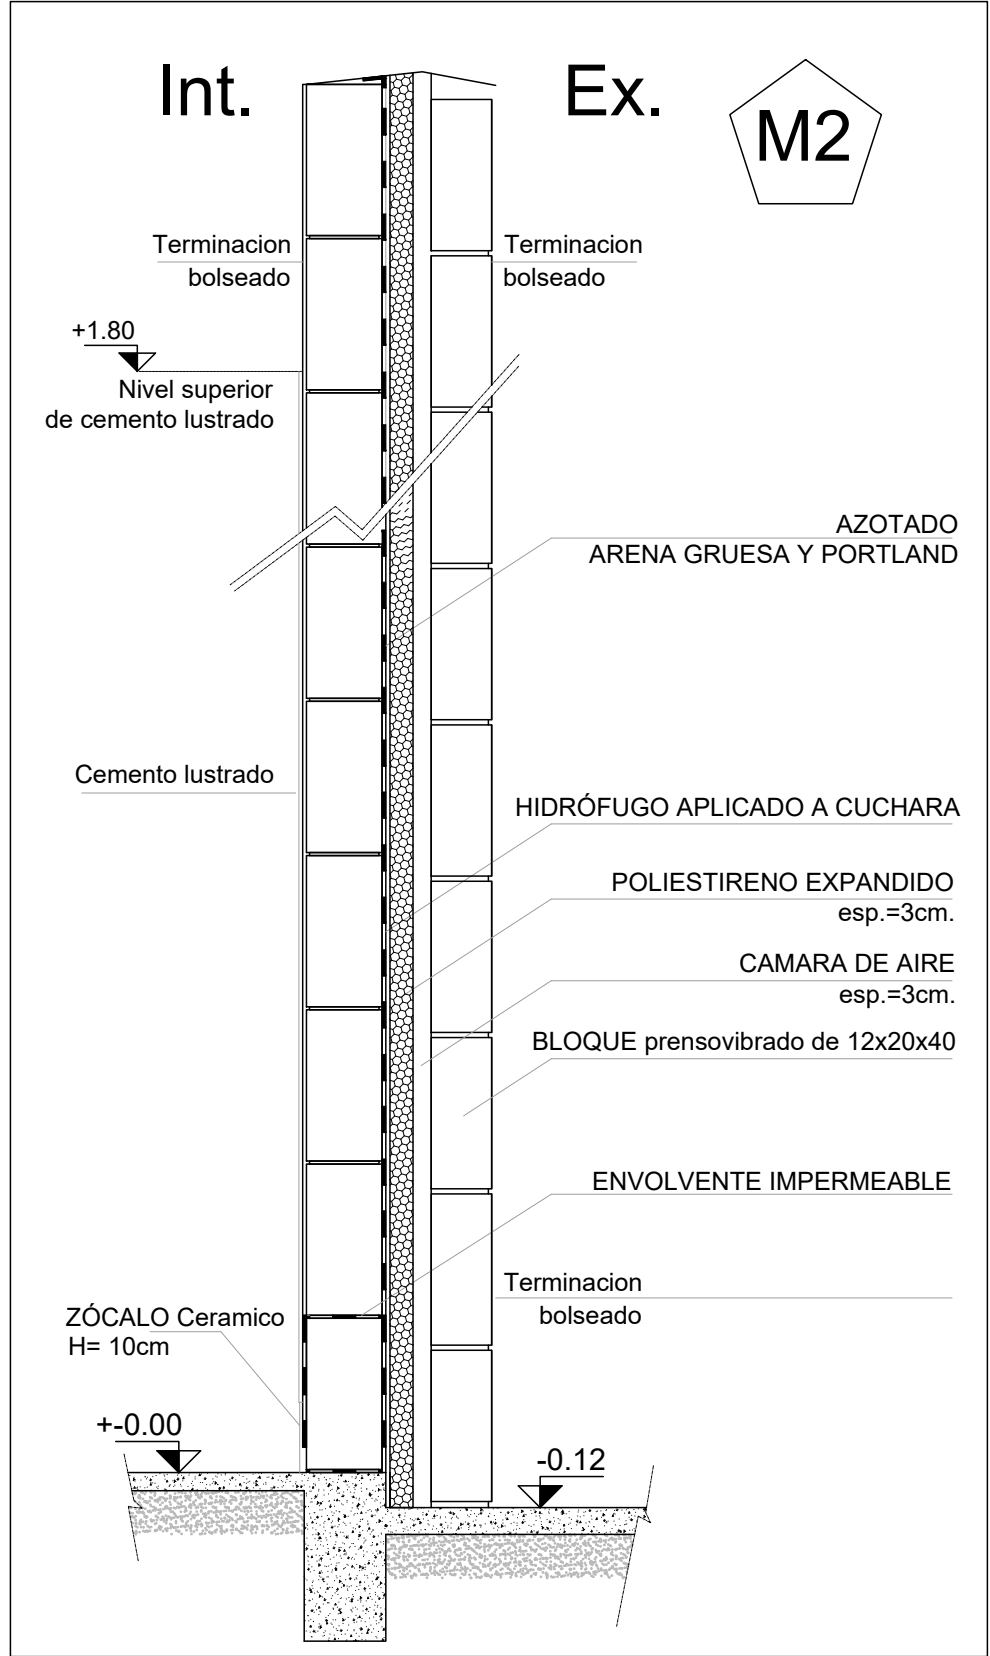 Int.
Ex.
M2
Terminacion
bolseado
Terminacion
bolseado
+1.80
Nivel superior
de cemento lustrado
AZOTADO
ARENA GRUESA Y PORTLAND
Cemento lustrado
HIDRÓFUGO APLICADO A CUCHARA
POLIESTIRENO EXPANDIDO
esp.=3cm.
CAMARA DE AIRE
esp.=3cm.
BLOQUE prensovibrado de 12x20x40
ENVOLVENTE IMPERMEABLE
Terminacion
bolseado
ZÓCALO Ceramico
H= 10cm
+-0.00
-0.12